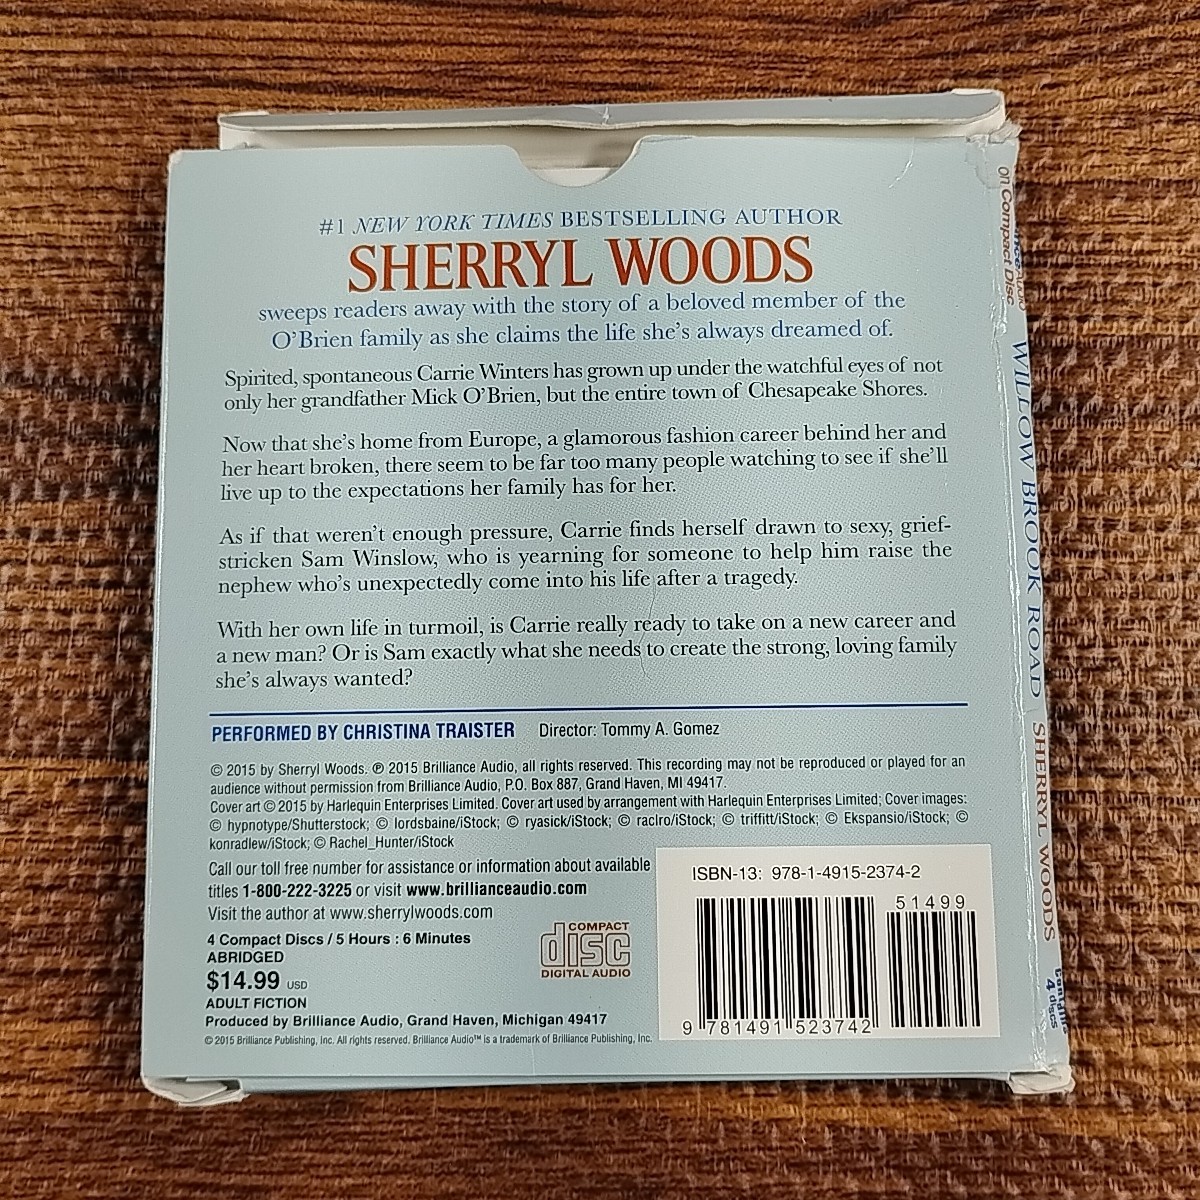 #1 NEW YORK TIMES BESTSELLING AUTHOR
SHERRYL WOODS
sweeps readers away with the story of a beloved member of the
O'Brien family as she claims the life she's always dreamed of.
Spirited, spontaneous Carrie Winters has grown up under the watchful eyes of not
only her grandfather Mick O'Brien, but the entire town of Chesapeake Shores.
Now that she's home from Europe, a glamorous fashion career behind her and
her heart broken, there seem to be far too many people watching to see if she'll
live up to the expectations her family has for her.
As if that weren't enough pressure, Carrie finds herself drawn to sexy, grief-
stricken Sam Winslow, who is yearning for someone to help him raise the
nephew who's unexpectedly come into his life after a tragedy.
With her own life in turmoil, is Carrie really ready to take on a new career and
a new man? Or is Sam exactly what she needs to create the strong, loving family
she's always wanted?
PERFORMED BY CHRISTINA TRAISTER Director: Tommy A. Gomez
© 2015 by Sherryl Woods. ℗ 2015 Brilliance Audio, all rights reserved. This recording may not be reproduced or played for an
audience without permission from Brilliance Audio, P.O. Box 887, Grand Haven, MI 49417.
Cover art © 2015 by Harlequin Enterprises Limited. Cover art used by arrangement with Harlequin Enterprises Limited; Cover images:
© hypnotype/Shutterstock; © lordsbaine/iStock; © ryasick/iStock; © raclro/iStock; © triffitt/iStock; © Ekspansio/iStock; ©
konradlew/iStock; © Rachel_Hunter/iStock
Call our toll free number for assistance or information about available
titles 1-800-222-3225 or visit www.brillianceaudio.com
Visit the author at www.sherrylwoods.com
4 Compact Discs / 5 Hours : 6 Minutes
ABRIDGED
$14.99 USD
ADULT FICTION
Produced by Brilliance Audio, Grand Haven, Michigan 49417
© 2015 Brilliance Publishing, Inc. All rights reserved. Brilliance Audio™ is a trademark of Brilliance Publishing, Inc.
COMPACT
disc
DIGITAL AUDIO
ISBN-13: 978-1-4915-2374-2
51499
9 781491 523742
on Compact Disc
WILLOW BROOK ROAD
SHERRYL WOODS
4 discs